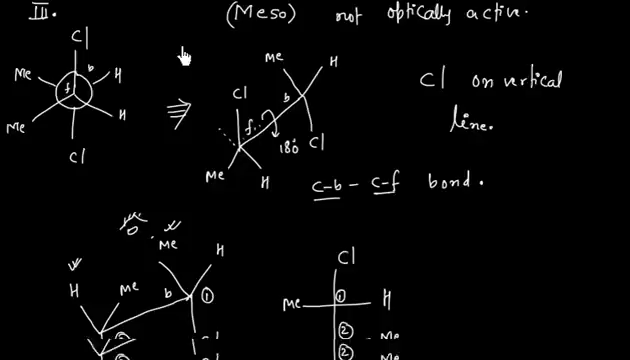 III. (Meso) not optically active.
Cl
Me b H
f
Me H
Cl
Me H
b
Cl
f
180°
Cl
Me H
Cl on vertical
line.
C-b - C-f bond.
Me H
H Me
b ①
Cl
Me ① H
② Me
② Me